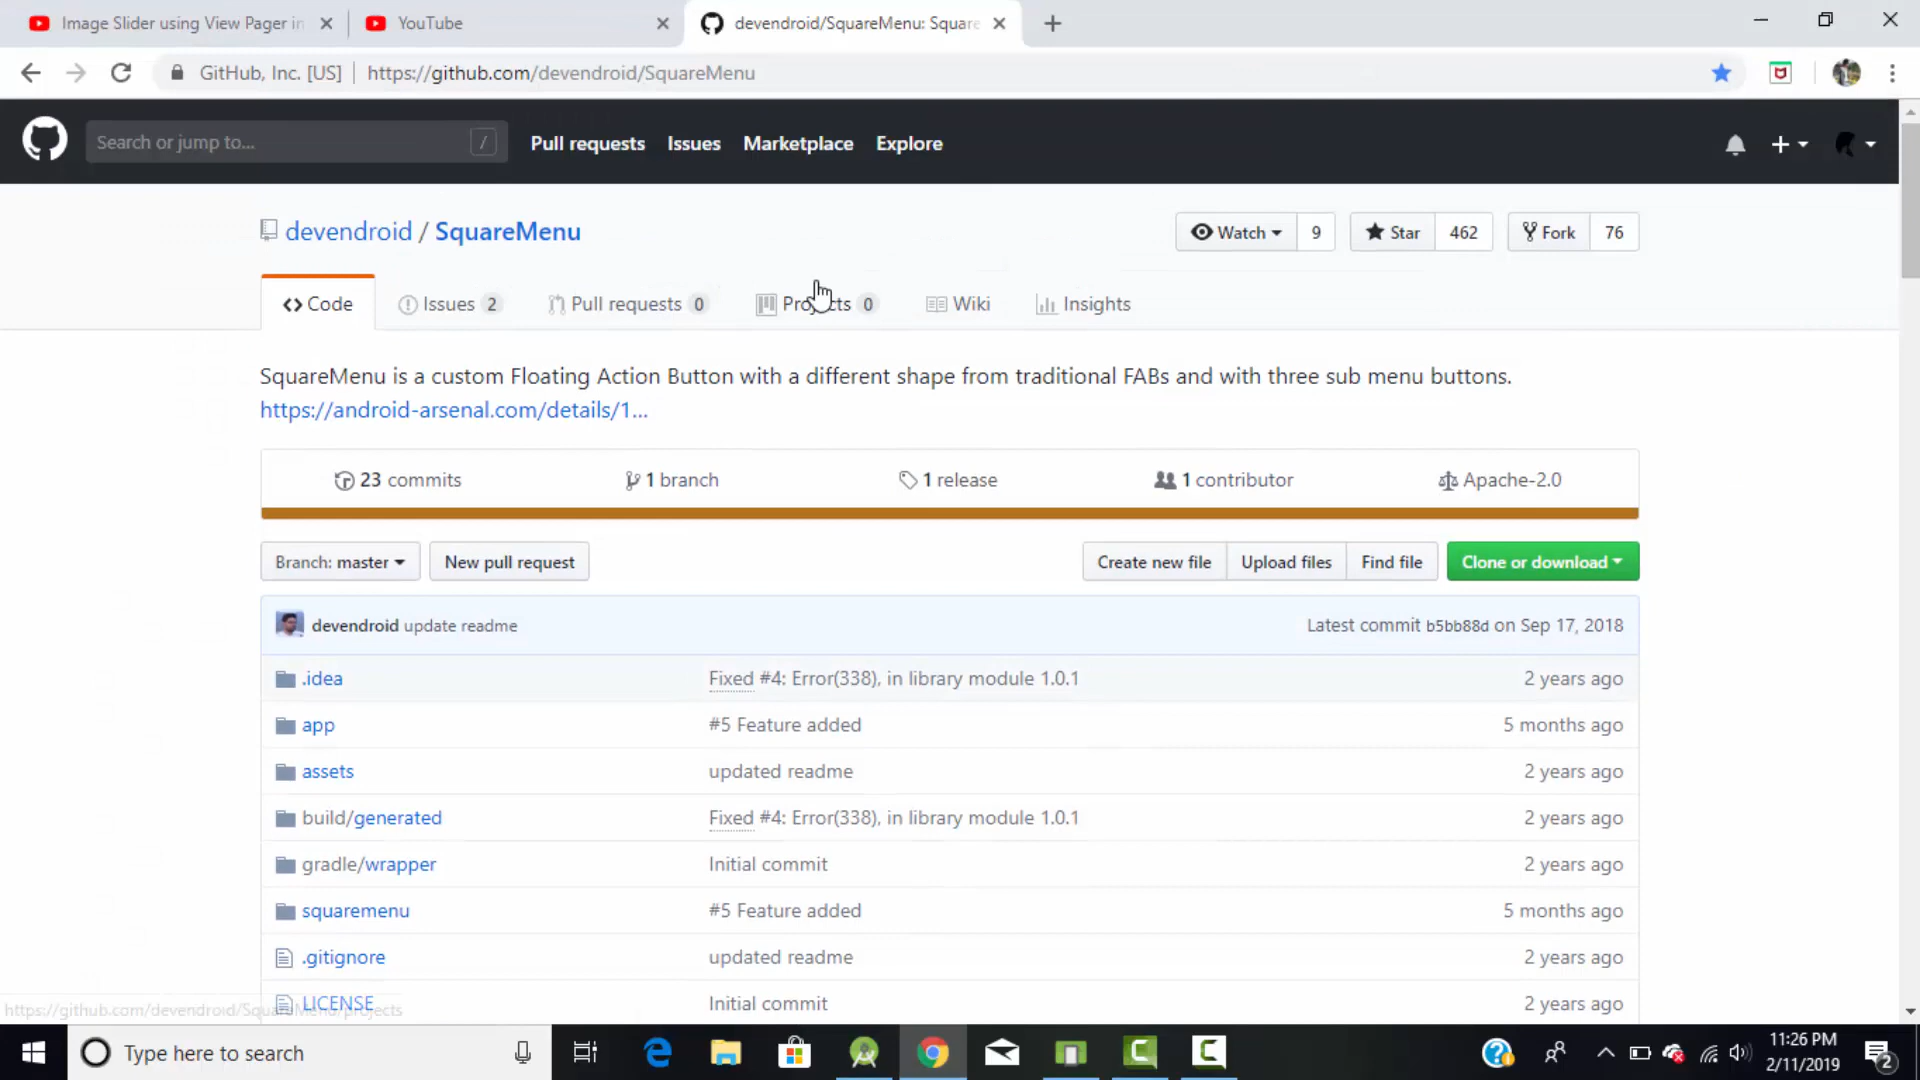 Image Slider using View Pager in
YouTube
devendroid/SquareMenu: Square
GitHub, Inc. [US]
https://github.com/devendroid/SquareMenu
Search or jump to...
/
Pull requests
Issues
Marketplace
Explore
devendroid / SquareMenu
Watch 9
Star 462
Fork 76
Code
Issues 2
Pull requests 0
Projects 0
Wiki
Insights
SquareMenu is a custom Floating Action Button with a different shape from traditional FABs and with three sub menu buttons.
https://android-arsenal.com/details/1...
23 commits
1 branch
1 release
1 contributor
Apache-2.0
Branch: master
New pull request
Create new file
Upload files
Find file
Clone or download
devendroid update readme
Latest commit b5bb88d on Sep 17, 2018
.idea
Fixed #4: Error(338), in library module 1.0.1
2 years ago
app
#5 Feature added
5 months ago
assets
updated readme
2 years ago
build/generated
Fixed #4: Error(338), in library module 1.0.1
2 years ago
gradle/wrapper
Initial commit
2 years ago
squaremenu
#5 Feature added
5 months ago
.gitignore
updated readme
2 years ago
LICENSE
Initial commit
2 years ago
https://github.com/devendroid/SquareMenu/projects
Type here to search
11:26 PM
2/11/2019
2